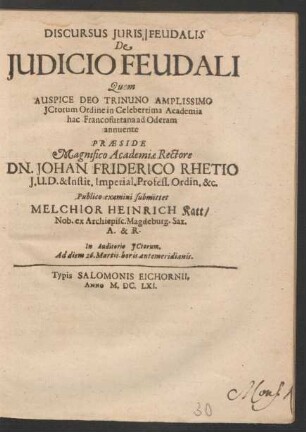 DISCURSUS JURIS FEUDALIS
De
JUDICIO FEUDALI
Quem
AUSPICE DEO TRINUNO AMPLISSIMO
JCtorum Ordine in Celeberrima Academia
hac Francofurtana ad Oderam
annuente
PRÆSIDE
Magnifico Academiæ Rectore
DN. JOHAN FRIDERICO RHETIO
J. U. D. & Instit. Imperial. Profess. Ordin. &c.
Publico examini submittet
MELCHIOR HEINRICH Katt/
Nob. ex Archiepisc. Magdeburg. Sax.
A. & R.
In Auditorio JCtorum.
Ad diem 26. Martii. horis antemeridianis.
Typis SALOMONIS EICHORNII,
ANNO M. DC. LXI.
30